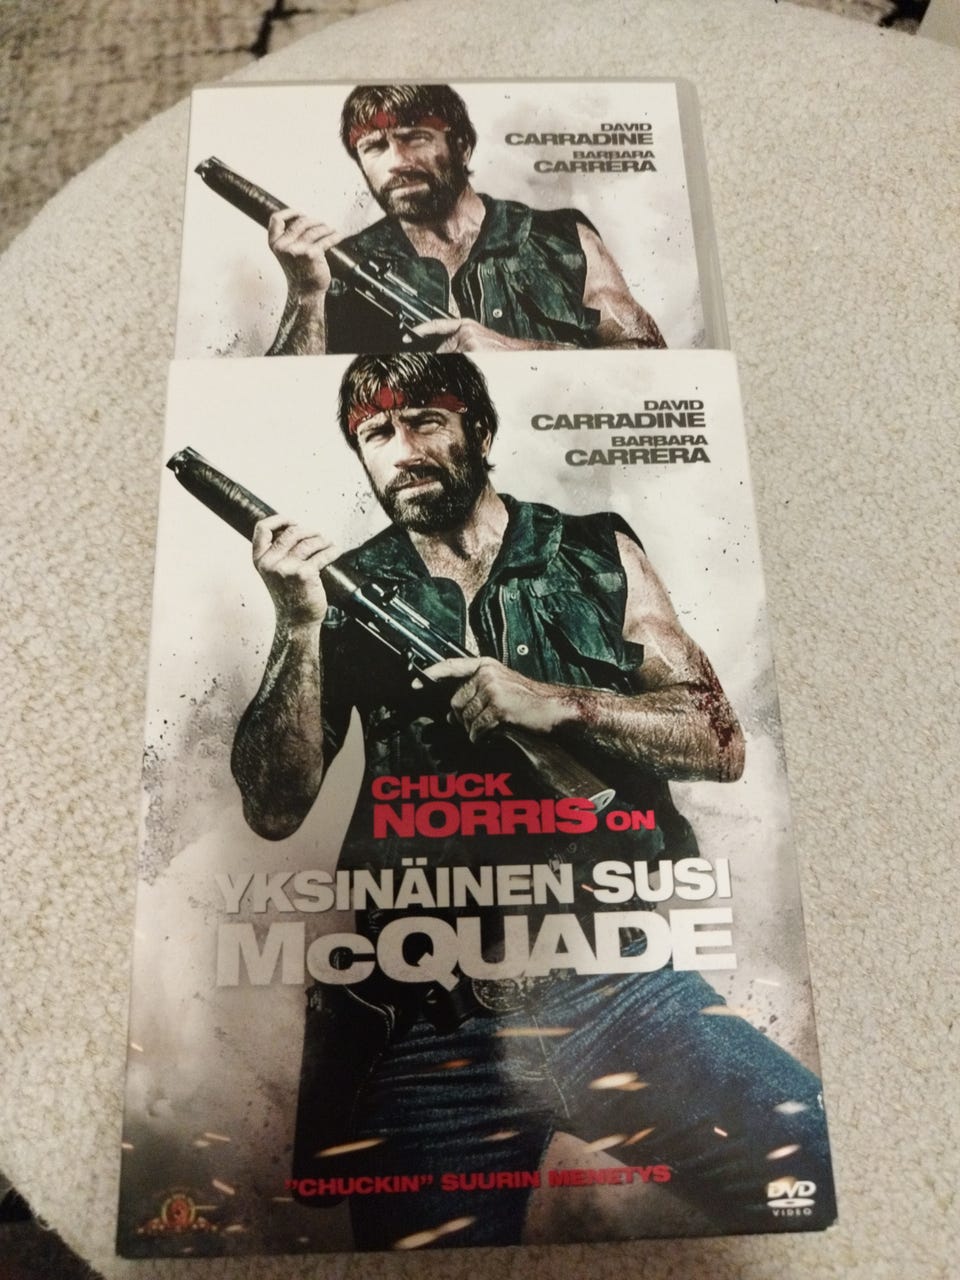 DAVID
CARRADINE
BARBARA
CARRERA
DAVID
CARRADINE
BARBARA
CARRERA
CHUCK
NORRIS ON
YKSINÄINEN SUSI
McQUADE
"CHUCKIN" SUURIN MENETYS
DVD
VIDEO